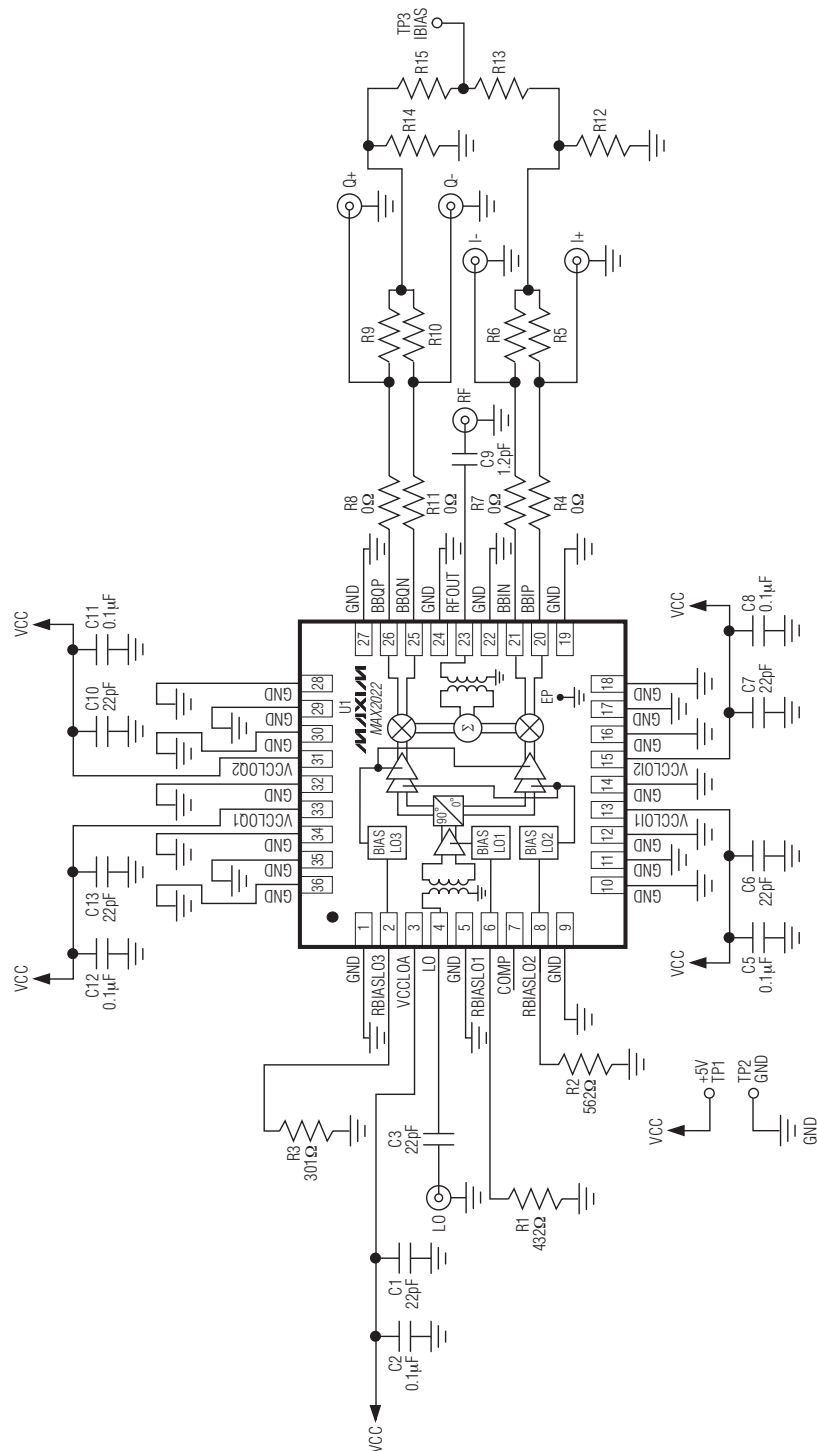 TP3
IBIAS
R15
R13
R14
R12
Q+
Q-
I-
I+
R9
R10
R6
R5
RF
C9
1.2pF
R8
0Ω
R11
0Ω
R7
0Ω
R4
0Ω
VCC
C11
0.1µF
C10
22pF
GND
BBQP
BBQN
GND
RFOUT
GND
BBIN
BBIP
GND
VCC
C8
0.1µF
C7
22pF
27
26
25
24
23
22
21
20
19
GND
28
GND
29
GND
30
VCCLOQ2
31
GND
32
VCCLOQ1
33
GND
34
GND
35
GND
36
U1
MAXIM
MAX2022
Σ
EP
90°
0°
BIAS
LO3
BIAS
LO1
BIAS
LO2
18
GND
17
GND
16
GND
15
VCCLOI2
14
GND
13
VCCLOI1
12
GND
11
GND
10
GND
1
2
3
4
5
6
7
8
9
GND
RBIASLO3
VCCLOA
LO
GND
RBIASLO1
COMP
RBIASLO2
GND
C13
22pF
C12
0.1µF
VCC
C6
22pF
C5
0.1µF
VCC
R3
301Ω
C3
22pF
LO
R1
432Ω
R2
562Ω
C1
22pF
C2
0.1µF
VCC
VCC
+5V
TP1
TP2
GND
GND